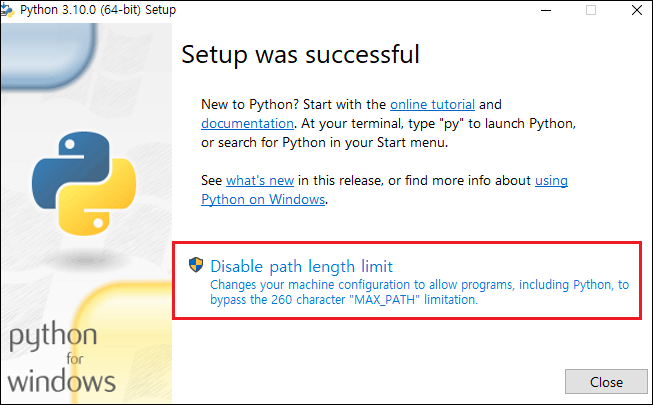 Python 3.10.0 (64-bit) Setup
Setup was successful
New to Python? Start with the online tutorial and
documentation. At your terminal, type "py" to launch Python,
or search for Python in your Start menu.
See what's new in this release, or find more info about using
Python on Windows.
Disable path length limit
Changes your machine configuration to allow programs, including Python, to
bypass the 260 character "MAX_PATH" limitation.
python
for
windows
Close